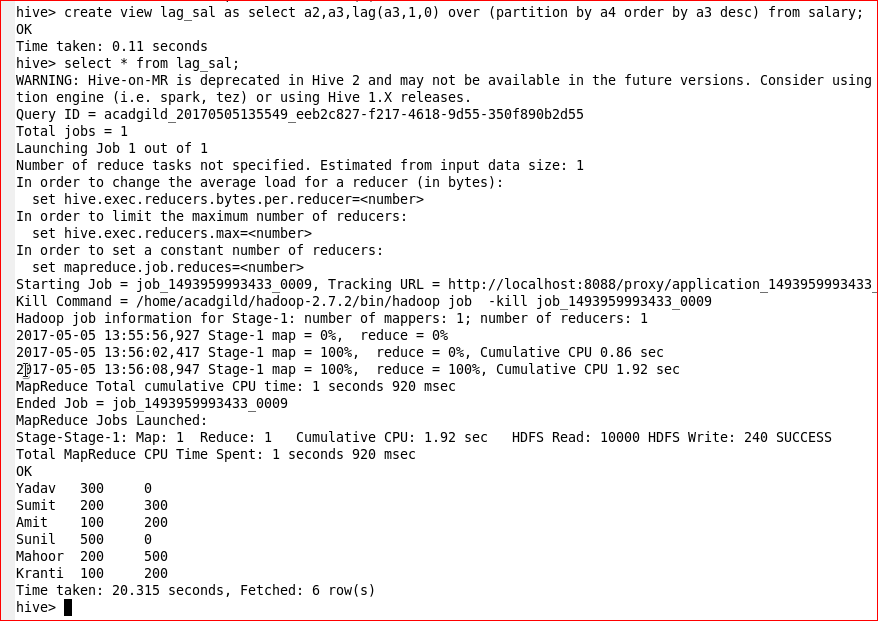 hive> create view lag_sal as select a2,a3,lag(a3,1,0) over (partition by a4 order by a3 desc) from salary;
OK
Time taken: 0.11 seconds
hive> select * from lag_sal;
WARNING: Hive-on-MR is deprecated in Hive 2 and may not be available in the future versions. Consider using
tion engine (i.e. spark, tez) or using Hive 1.X releases.
Query ID = acadgild_20170505135549_eeb2c827-f217-4618-9d55-350f890b2d55
Total jobs = 1
Launching Job 1 out of 1
Number of reduce tasks not specified. Estimated from input data size: 1
In order to change the average load for a reducer (in bytes):
  set hive.exec.reducers.bytes.per.reducer=<number>
In order to limit the maximum number of reducers:
  set hive.exec.reducers.max=<number>
In order to set a constant number of reducers:
  set mapreduce.job.reduces=<number>
Starting Job = job_1493959993433_0009, Tracking URL = http://localhost:8088/proxy/application_1493959993433_
Kill Command = /home/acadgild/hadoop-2.7.2/bin/hadoop job  -kill job_1493959993433_0009
Hadoop job information for Stage-1: number of mappers: 1; number of reducers: 1
2017-05-05 13:55:56,927 Stage-1 map = 0%,  reduce = 0%
2017-05-05 13:56:02,417 Stage-1 map = 100%,  reduce = 0%, Cumulative CPU 0.86 sec
2017-05-05 13:56:08,947 Stage-1 map = 100%,  reduce = 100%, Cumulative CPU 1.92 sec
MapReduce Total cumulative CPU time: 1 seconds 920 msec
Ended Job = job_1493959993433_0009
MapReduce Jobs Launched:
Stage-Stage-1: Map: 1  Reduce: 1   Cumulative CPU: 1.92 sec   HDFS Read: 10000 HDFS Write: 240 SUCCESS
Total MapReduce CPU Time Spent: 1 seconds 920 msec
OK
Yadav   300     0
Sumit   200     300
Amit    100     200
Sunil   500     0
Mahoor  200     500
Kranti  100     200
Time taken: 20.315 seconds, Fetched: 6 row(s)
hive>